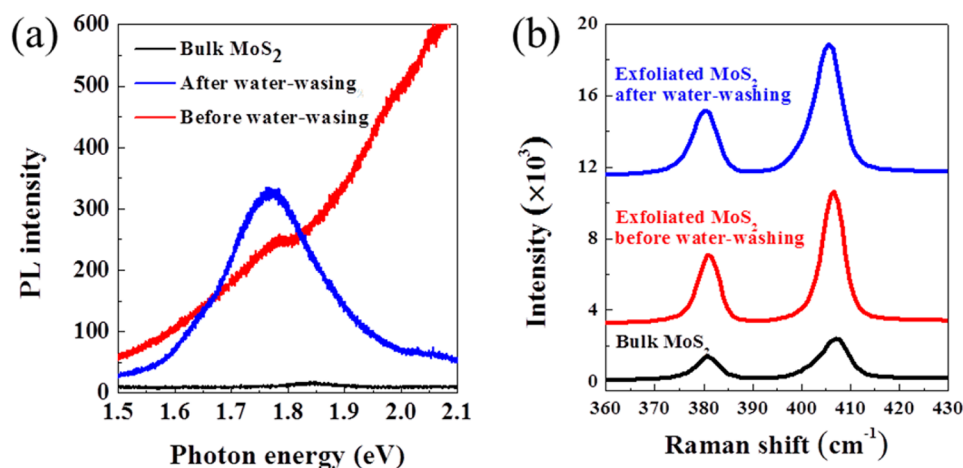 (a)
600
500
400
300
200
100
0
PL intensity
Bulk MoS2
After water-wasing
Before water-wasing
1.5 1.6 1.7 1.8 1.9 2.0 2.1
Photon energy (eV)
(b)
20
16
12
8
4
0
Intensity (×10³)
Exfoliated MoS2
after water-washing
Exfoliated MoS2
before water-washing
Bulk MoS2
360 370 380 390 400 410 420 430
Raman shift (cm⁻¹)